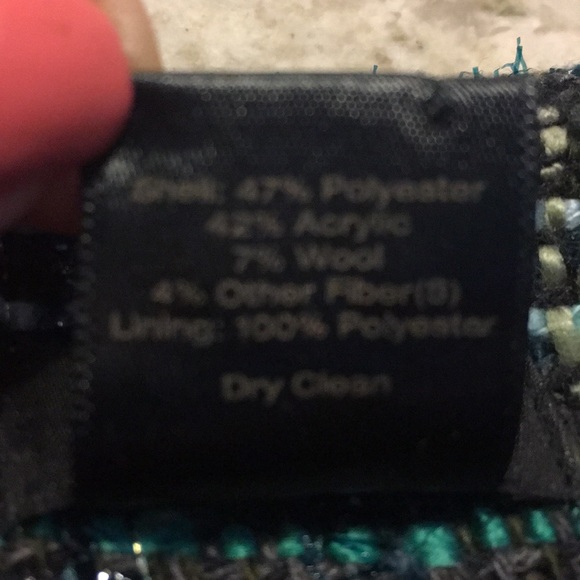 Shell: 47% Polyester
42% Acrylic
7% Wool
4% Other Fiber(S)
Lining: 100% Polyester
Dry Clean